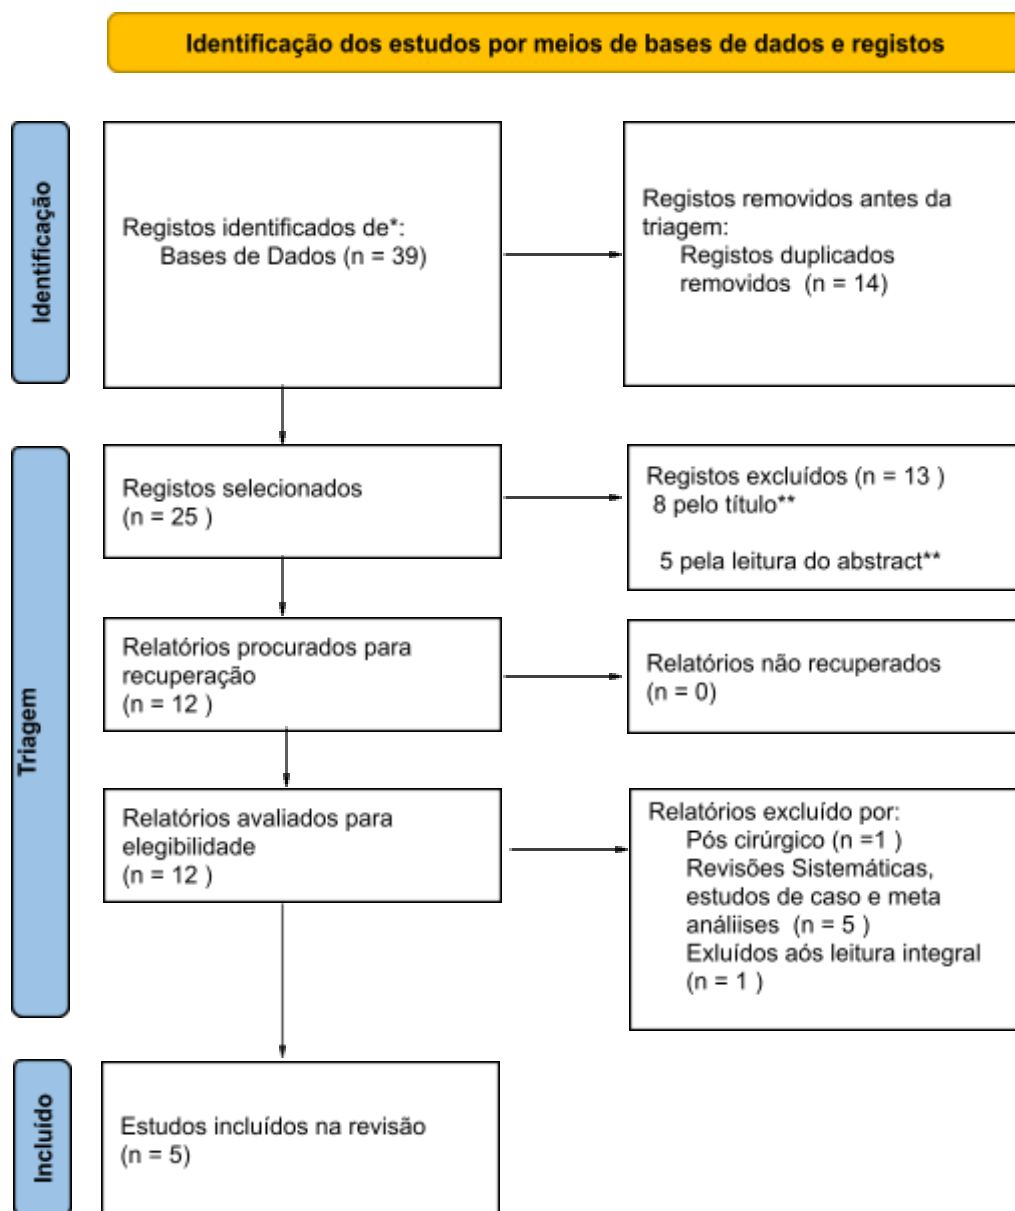 Identificação dos estudos por meios de bases de dados e registos
Identificação
Registos identificados de*:
Bases de Dados (n = 39)
Registos removidos antes da
triagem:
Registos duplicados
removidos  (n = 14)
Triagem
Registos selecionados
(n = 25 )
Registos excluídos (n = 13 )
8 pelo título**
5 pela leitura do abstract**
Relatórios procurados para
recuperação
(n = 12 )
Relatórios não recuperados
(n = 0)
Relatórios avaliados para
elegibilidade
(n = 12 )
Relatórios excluído por:
Pós cirúrgico (n =1 )
Revisões Sistemáticas,
estudos de caso e meta
análiises  (n = 5 )
Exluídos aós leitura integral
(n = 1 )
Incluído
Estudos incluídos na revisão
(n = 5)